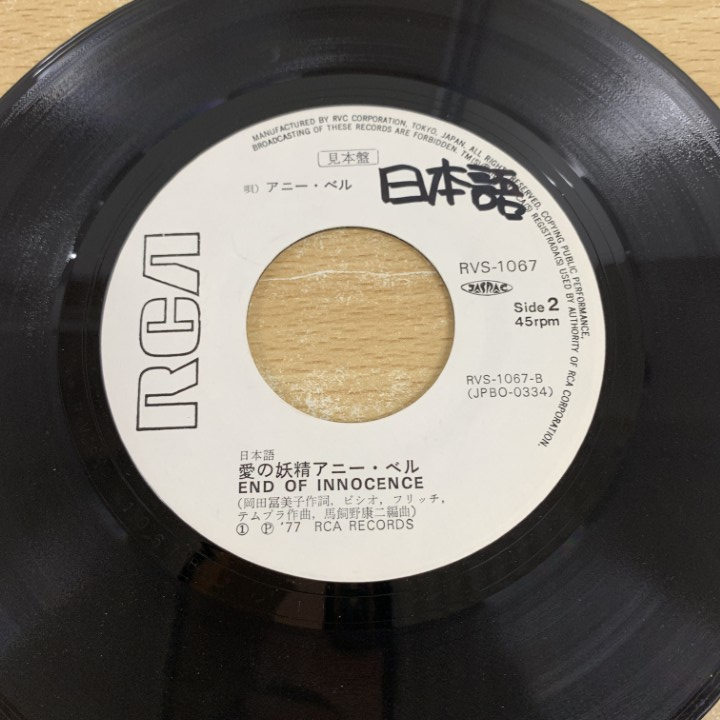 MANUFACTURED BY RVC CORPORATION, TOKYO, JAPAN. ALL RIGHTS RESERVED. COPYING PUBLIC PERFORMANCE,
BROADCASTING OF THESE RECORDS ARE FORBIDDEN. TM(S) REGISTRADA(S) USED BY AUTHORITY OF RCA CORPORATION.
見本盤
唄) アニー・ベル
日本語
RCA
RVS-1067
JASRAC
Side 2
45rpm
RVS-1067-B
(JPBO-0334)
日本語
愛の妖精アニー・ベル
END OF INNOCENCE
(岡田冨美子作詞, ビシオ, フリッチ,
テムブラ作曲, 馬飼野康二編曲)
① Ⓟ '77 RCA RECORDS